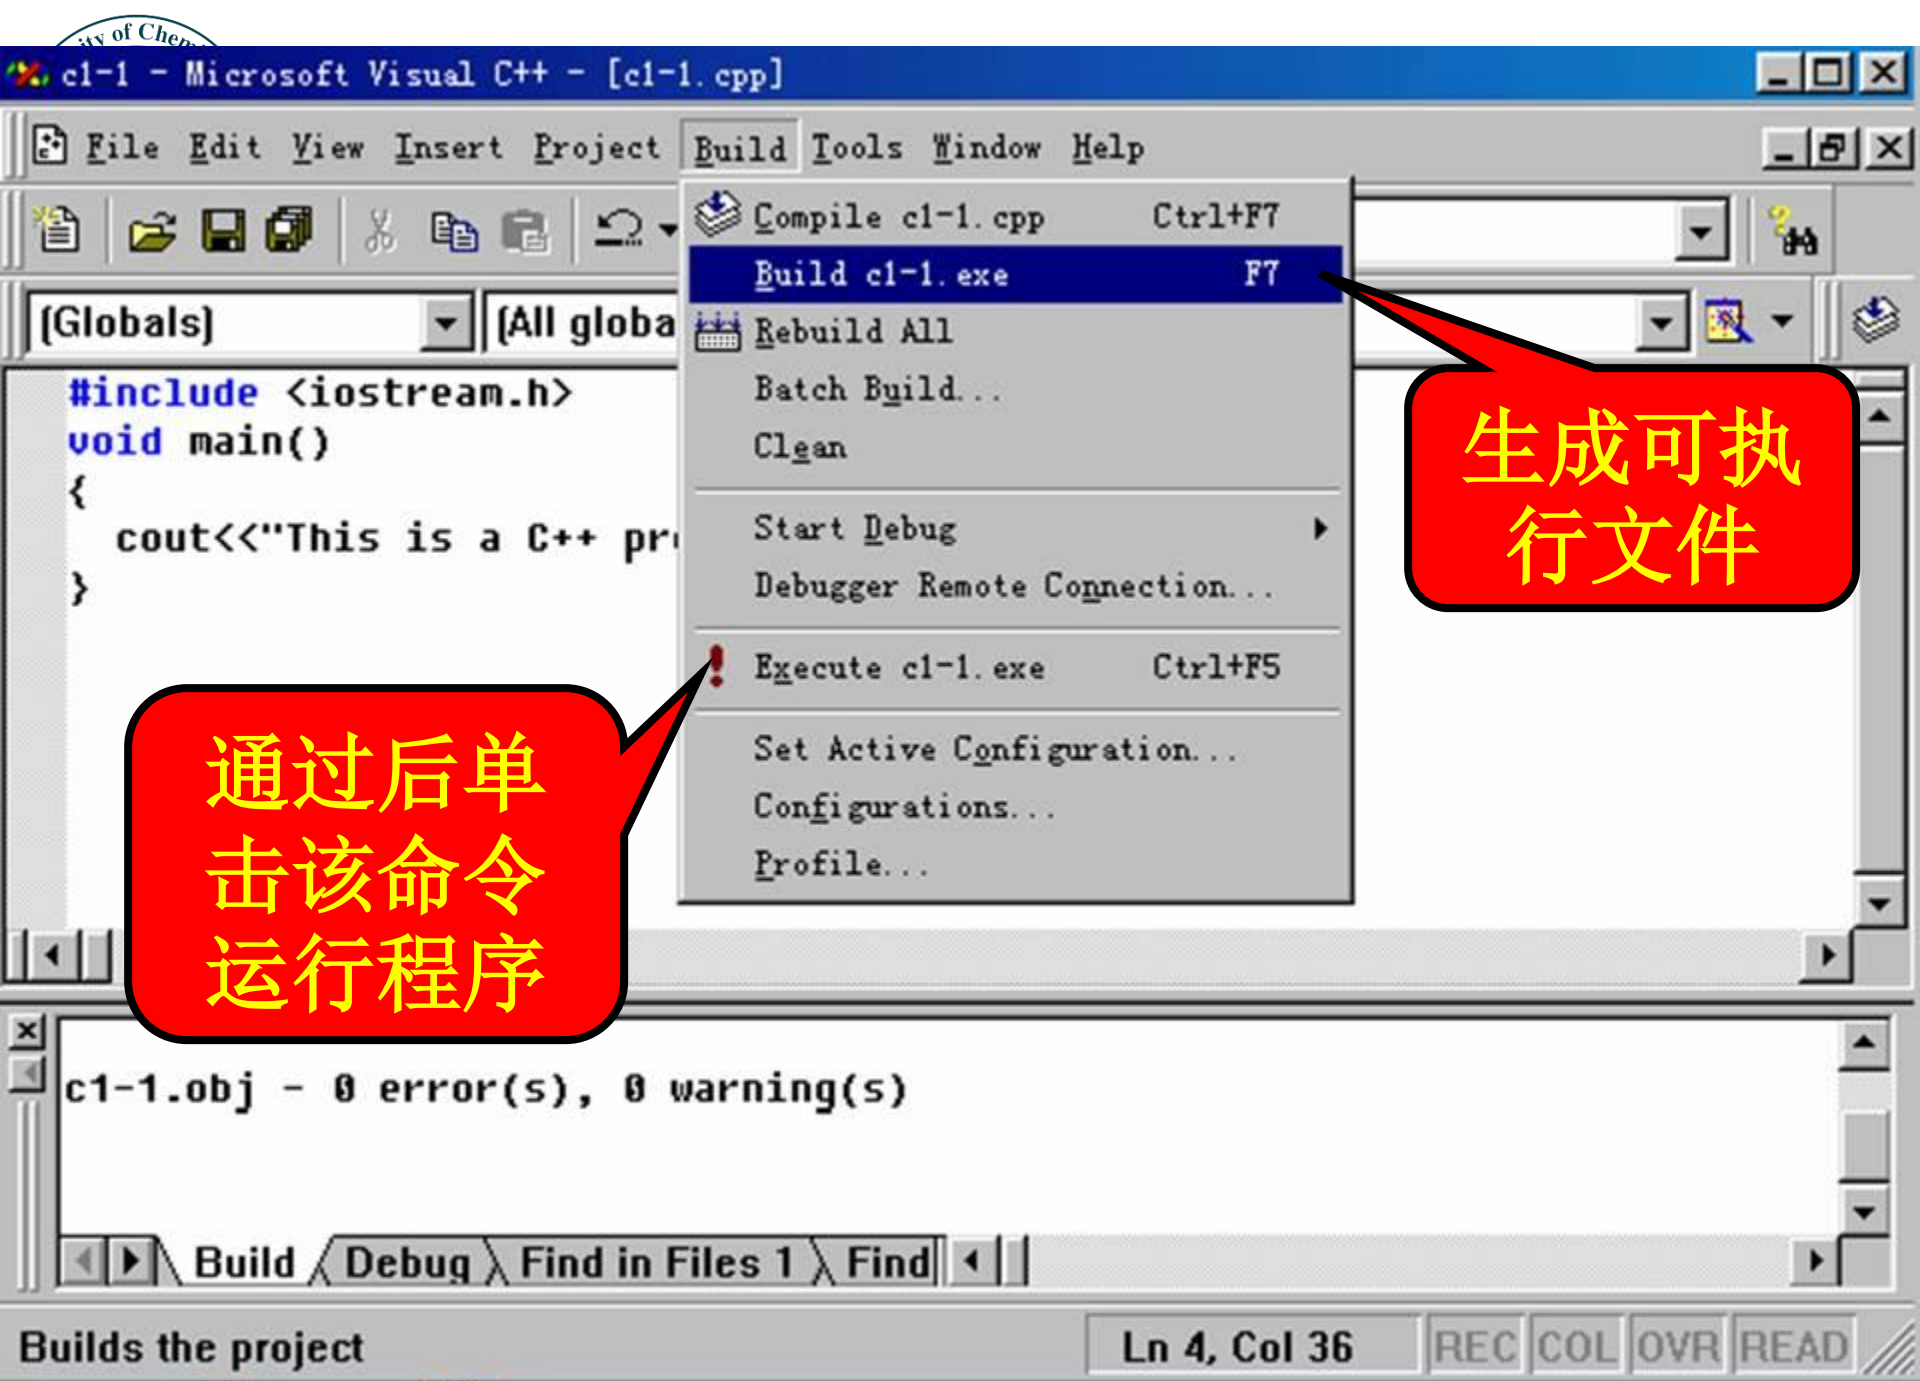 ity of Chem
c1-1 - Microsoft Visual C++ - [c1-1.cpp]
File Edit View Insert Project Build Tools Window Help
Compile c1-1.cpp Ctrl+F7
Build c1-1.exe F7
(Globals) (All globa
Rebuild All
Batch Build...
Clean
Start Debug
Debugger Remote Connection...
Execute c1-1.exe Ctrl+F5
Set Active Configuration...
Configurations...
Profile...
#include <iostream.h>
void main()
{
cout<<"This is a C++ pr
}
生成可执
行文件
通过后单
击该命令
运行程序
c1-1.obj - 0 error(s), 0 warning(s)
Build Debug Find in Files 1 Find
Builds the project Ln 4, Col 36 REC COL OVR READ